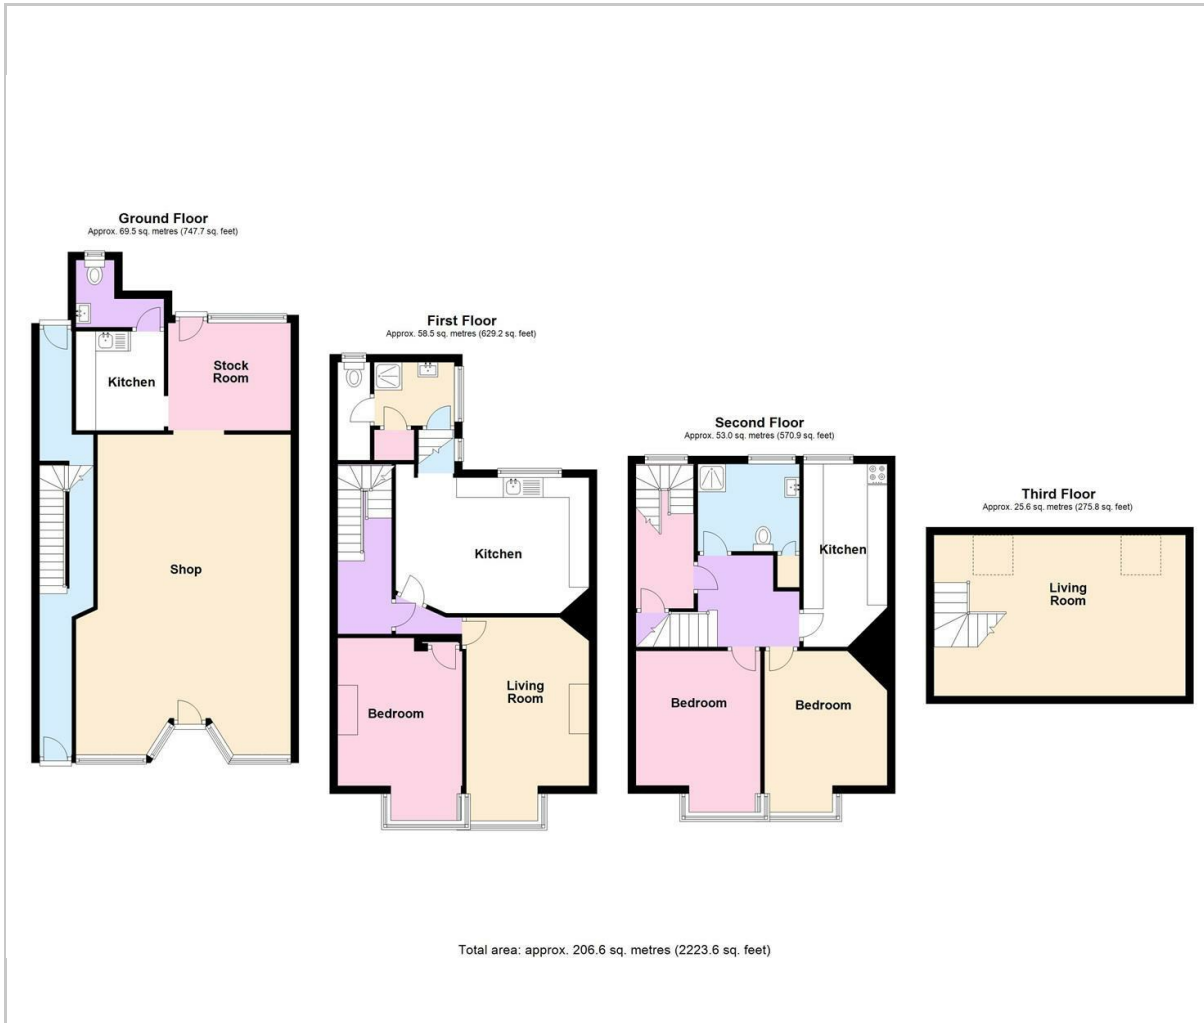 Ground Floor
Approx. 69.5 sq. metres (747.7 sq. feet)
Kitchen
Stock
Room
Shop
First Floor
Approx. 58.5 sq. metres (629.2 sq. feet)
Kitchen
Bedroom
Living
Room
Second Floor
Approx. 53.0 sq. metres (570.9 sq. feet)
Kitchen
Bedroom
Bedroom
Third Floor
Approx. 25.6 sq. metres (275.8 sq. feet)
Living
Room
Total area: approx. 206.6 sq. metres (2223.6 sq. feet)